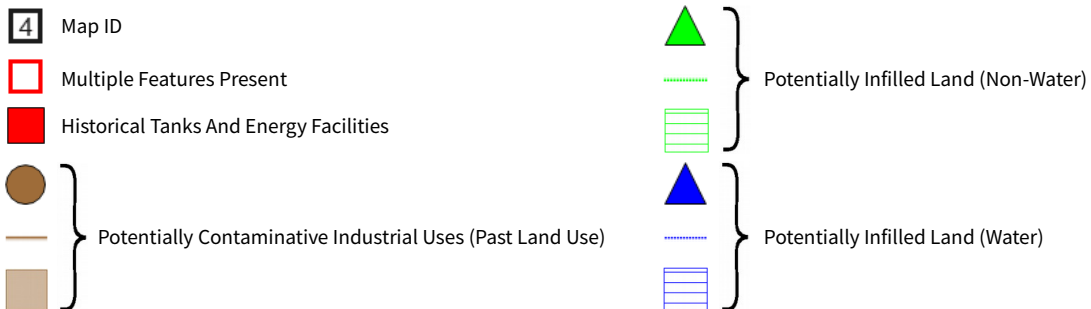 4 Map ID
Multiple Features Present
Historical Tanks And Energy Facilities
Potentially Contaminative Industrial Uses (Past Land Use)
Potentially Infilled Land (Non-Water)
Potentially Infilled Land (Water)